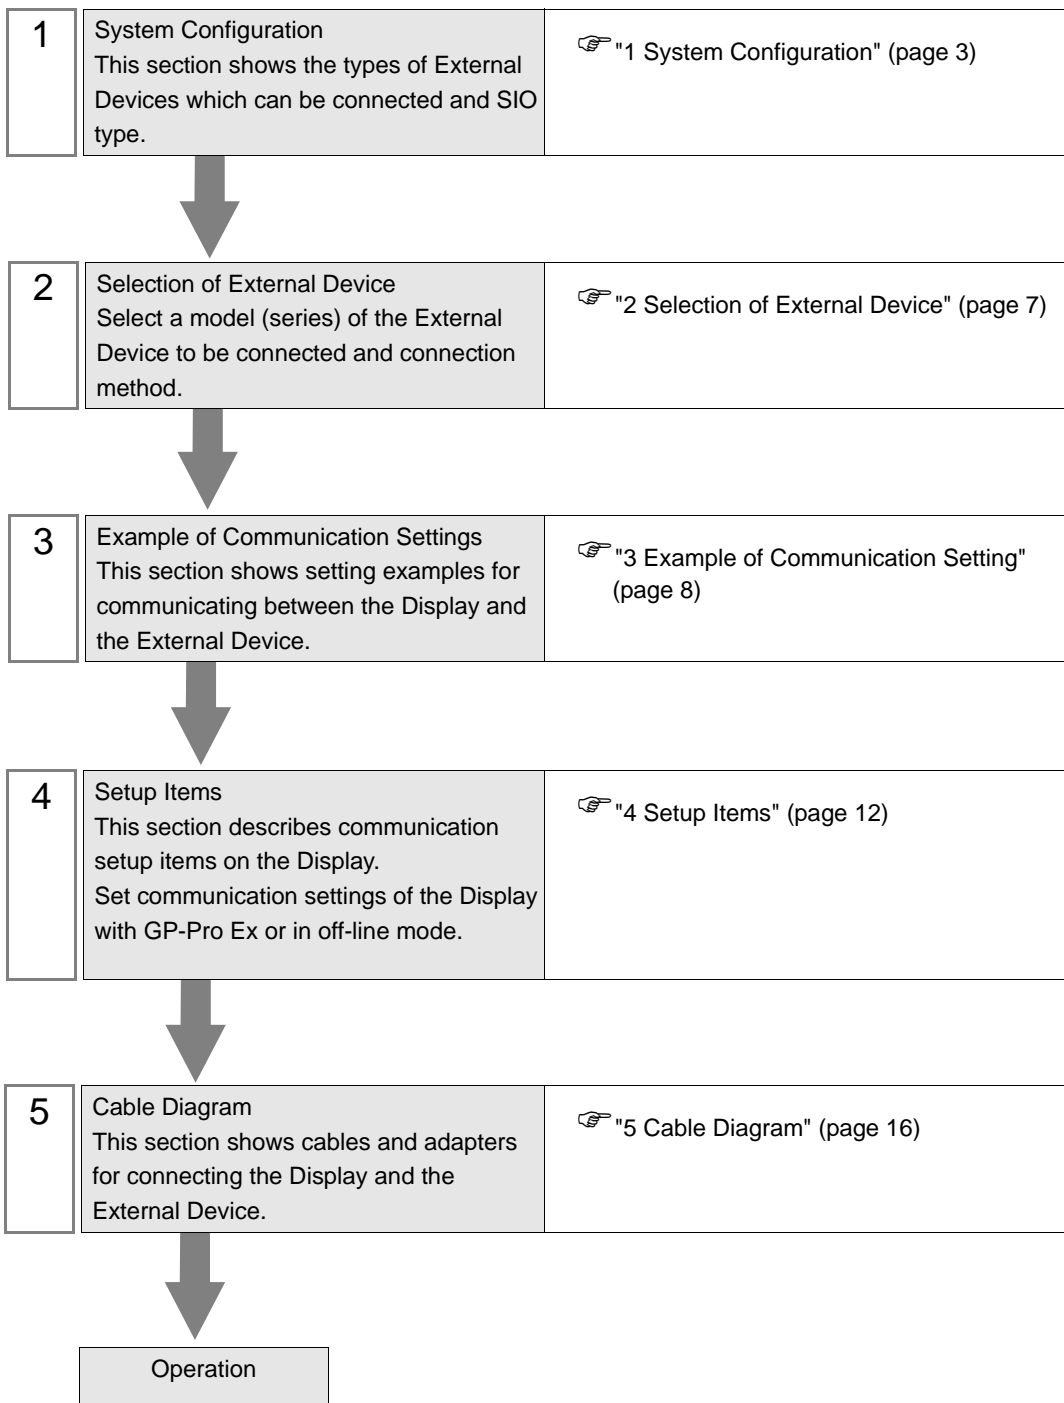 1
System Configuration
This section shows the types of External
Devices which can be connected and SIO
type.
"1 System Configuration" (page 3)
2
Selection of External Device
Select a model (series) of the External
Device to be connected and connection
method.
"2 Selection of External Device" (page 7)
3
Example of Communication Settings
This section shows setting examples for
communicating between the Display and
the External Device.
"3 Example of Communication Setting"
(page 8)
4
Setup Items
This section describes communication
setup items on the Display.
Set communication settings of the Display
with GP-Pro Ex or in off-line mode.
"4 Setup Items" (page 12)
5
Cable Diagram
This section shows cables and adapters
for connecting the Display and the
External Device.
"5 Cable Diagram" (page 16)
Operation